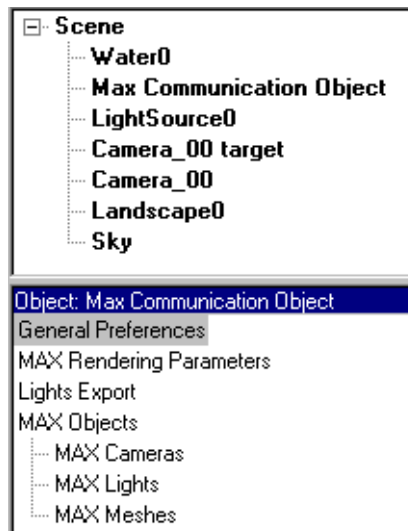 Scene
Water0
Max Communication Object
LightSource0
Camera_00 target
Camera_00
Landscape0
Sky
Object: Max Communication Object
General Preferences
MAX Rendering Parameters
Lights Export
MAX Objects
MAX Cameras
MAX Lights
MAX Meshes